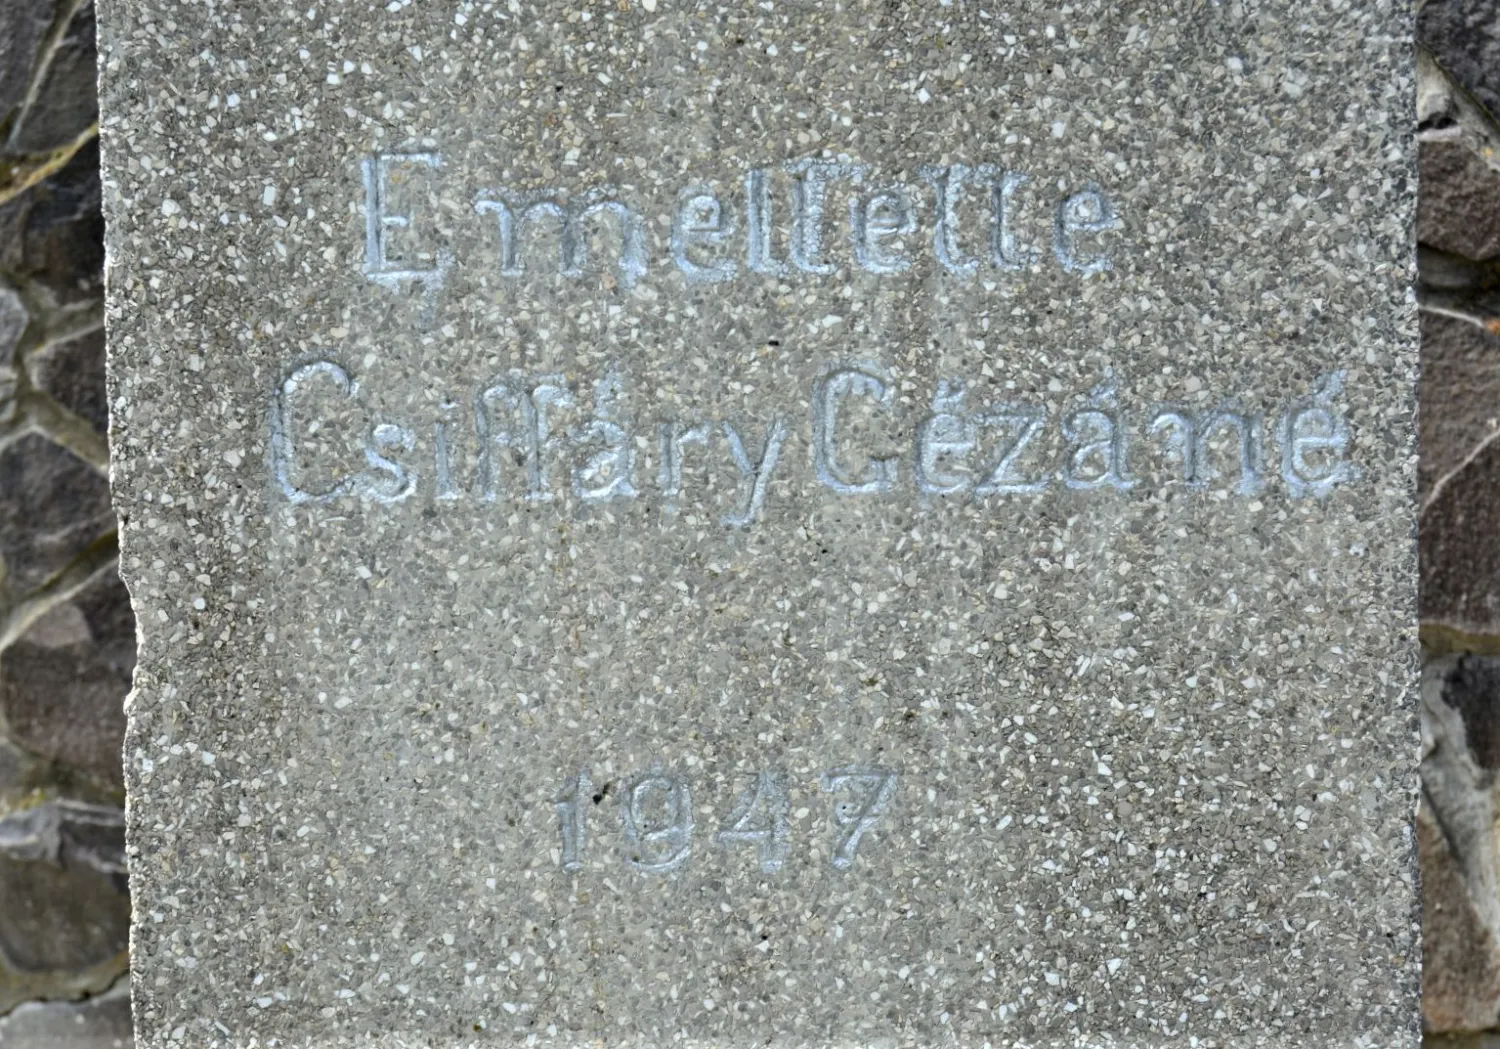 Emeltette
Csiffáry Gézáné
1947